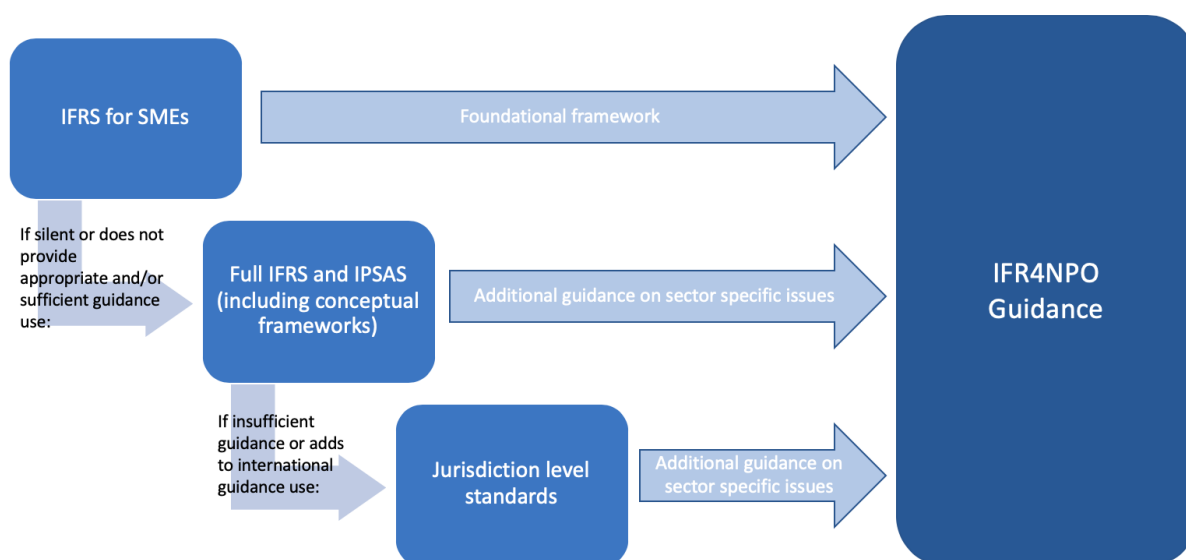 IFRS for SMEs
Foundational framework
If silent or does not
provide
appropriate and/or
sufficient guidance
use:
Full IFRS and IPSAS
(including conceptual
frameworks)
Additional guidance on sector specific issues
IFR4NPO
Guidance
If insufficient
guidance or adds
to international
guidance use:
Jurisdiction level
standards
Additional guidance on
sector specific issues